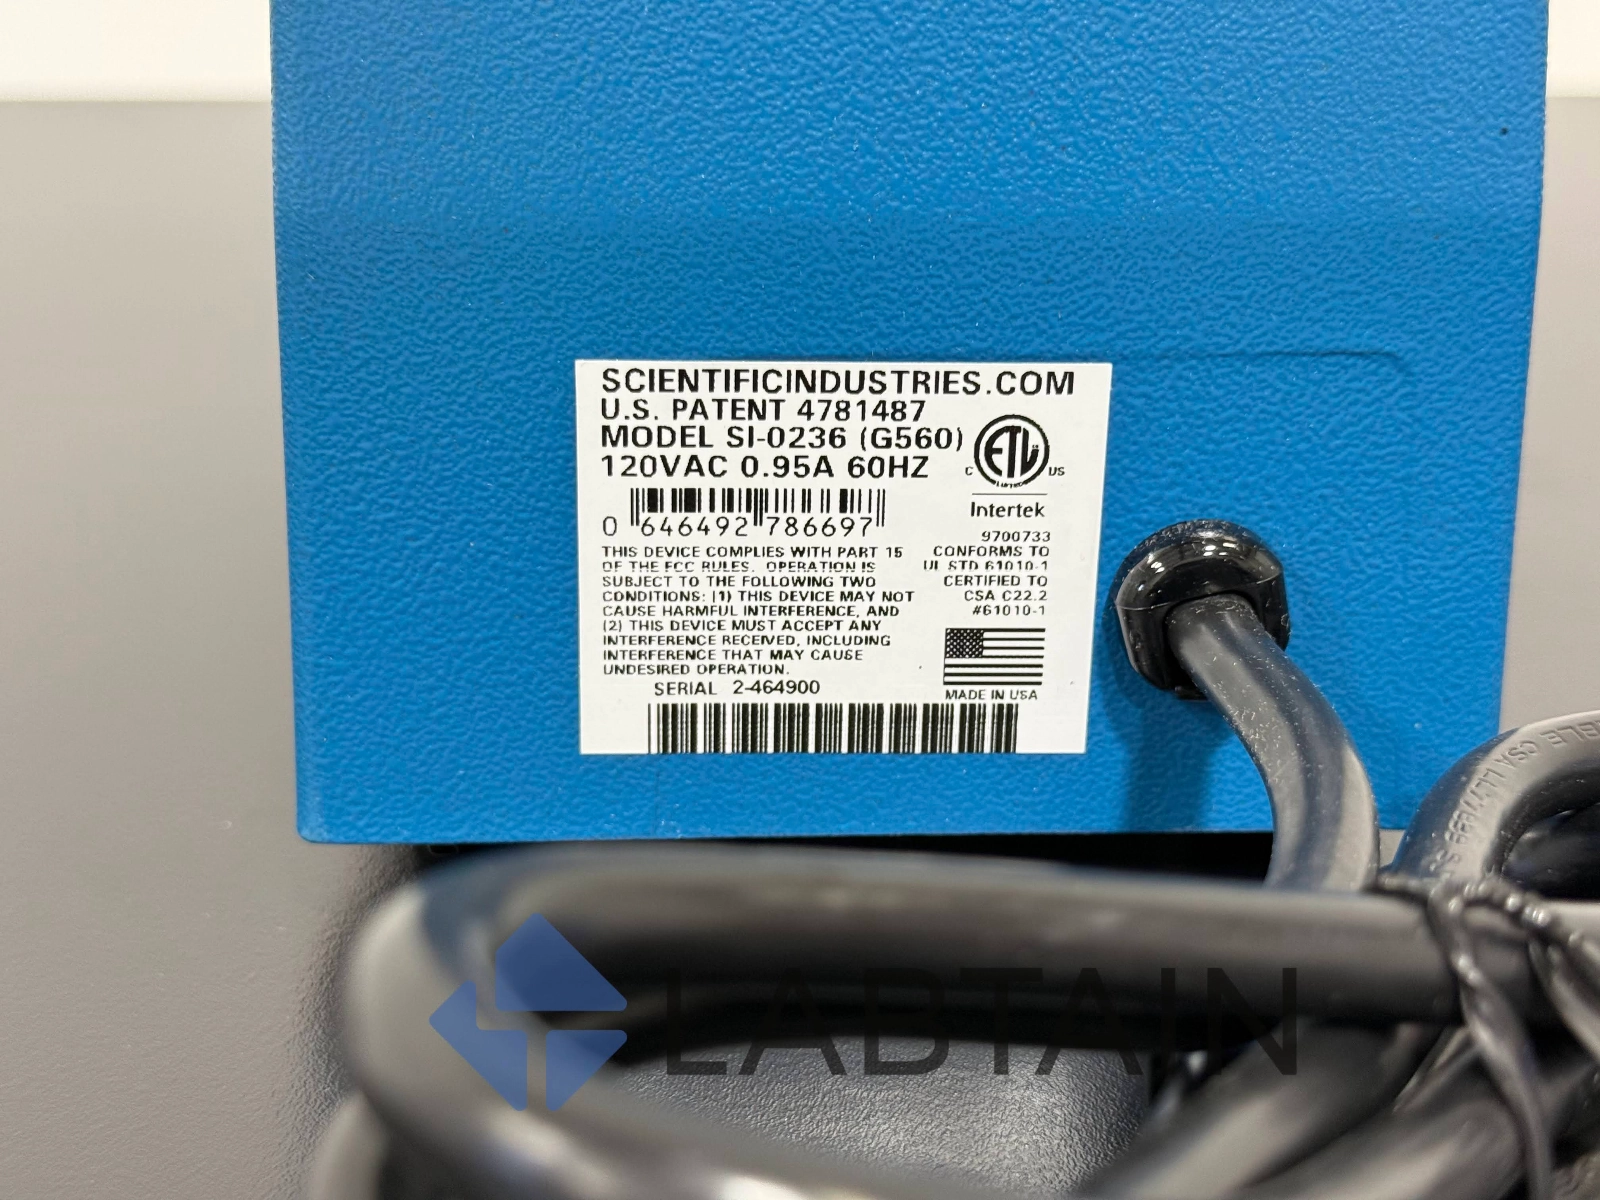 SCIENTIFICINDUSTRIES.COM
U.S. PATENT 4781487
MODEL SI-0236 (G560)
120VAC 0.95A 60HZ
ETL
C US
LISTED
Intertek
0 646492 786697
9700733
CONFORMS TO
UL STD 61010-1
CERTIFIED TO
CSA C22.2
#61010-1
THIS DEVICE COMPLIES WITH PART 15
OF THE FCC RULES. OPERATION IS
SUBJECT TO THE FOLLOWING TWO
CONDITIONS: (1) THIS DEVICE MAY NOT
CAUSE HARMFUL INTERFERENCE, AND
(2) THIS DEVICE MUST ACCEPT ANY
INTERFERENCE RECEIVED, INCLUDING
INTERFERENCE THAT MAY CAUSE
UNDESIRED OPERATION.
MADE IN USA
SERIAL 2-464900
CSA
LABTAIN